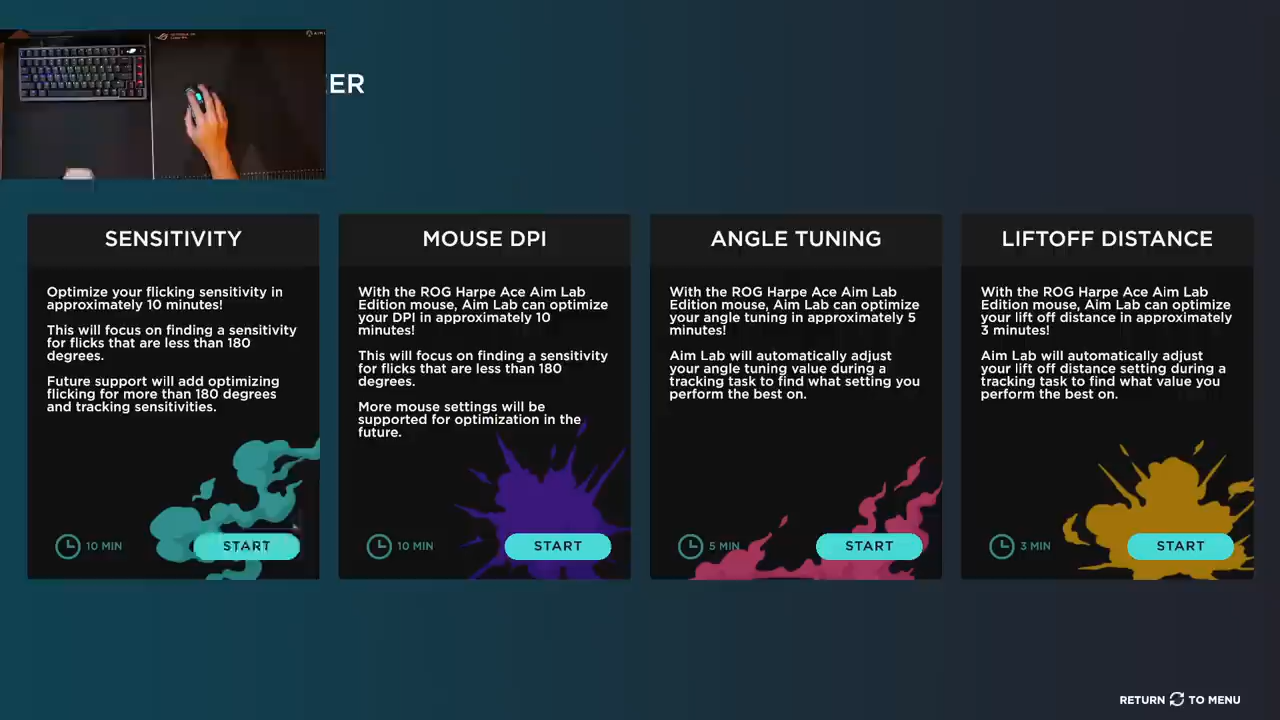 ER
SENSITIVITY
Optimize your flicking sensitivity in
approximately 10 minutes!
This will focus on finding a sensitivity
for flicks that are less than 180
degrees.
Future support will add optimizing
flicking for more than 180 degrees
and tracking sensitivities.
10 MIN
START
MOUSE DPI
With the ROG Harpe Ace Aim Lab
Edition mouse, Aim Lab can optimize
your DPI in approximately 10
minutes!
This will focus on finding a sensitivity
for flicks that are less than 180
degrees.
More mouse settings will be
supported for optimization in the
future.
10 MIN
START
ANGLE TUNING
With the ROG Harpe Ace Aim Lab
Edition mouse, Aim Lab can optimize
your angle tuning in approximately 5
minutes!
Aim Lab will automatically adjust
your angle tuning value during a
tracking task to find what setting you
perform the best on.
5 MIN
START
LIFTOFF DISTANCE
With the ROG Harpe Ace Aim Lab
Edition mouse, Aim Lab can optimize
your lift off distance in approximately
3 minutes!
Aim Lab will automatically adjust
your lift off distance setting during a
tracking task to find what value you
perform the best on.
3 MIN
START
RETURN TO MENU